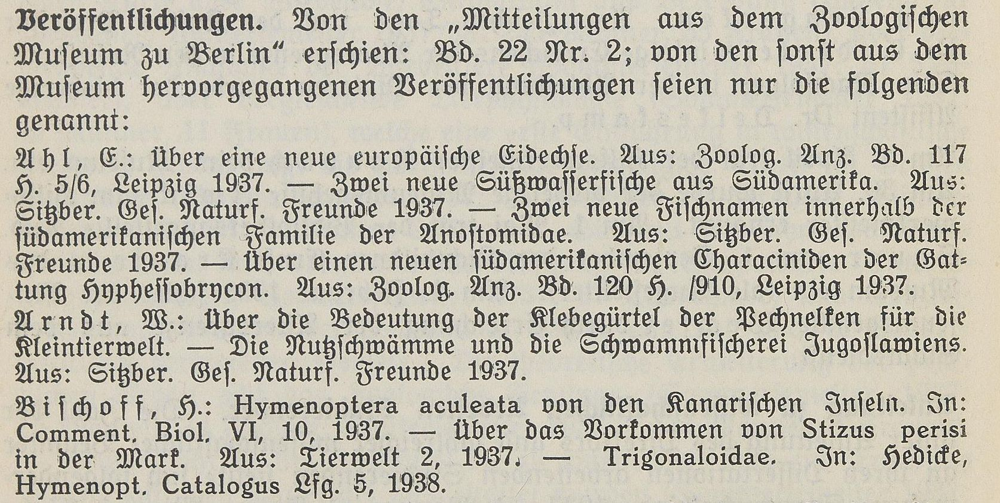 Veröffentlichungen. Von den „Mitteilungen aus dem Zoologischen
Museum zu Berlin“ erschien: Bd. 22 Nr. 2; von den sonst aus dem
Museum hervorgegangenen Veröffentlichungen seien nur die folgenden
genannt:
Ahl, E.: Über eine neue europäische Eidechse. Aus: Zoolog. Anz. Bd. 117
H. 5/6, Leipzig 1937. — Zwei neue Süßwasserfische aus Südamerika. Aus:
Sitzber. Ges. Naturf. Freunde 1937. — Zwei neue Fischnamen innerhalb der
südamerikanischen Familie der Anostomidae. Aus: Sitzber. Ges. Naturf.
Freunde 1937. — Über einen neuen südamerikanischen Characiniden der Gat-
tung Hyphessobrycon. Aus: Zoolog. Anz. Bd. 120 H. /910, Leipzig 1937.
Arndt, W.: Über die Bedeutung der Klebegürtel der Pechnelken für die
Kleintierwelt. — Die Nutzschwämme und die Schwammfischerei Jugoslawiens.
Aus: Sitzber. Ges. Naturf. Freunde 1937.
Bischoff, H.: Hymenoptera aculeata von den Kanarischen Inseln. In:
Comment. Biol. VI, 10, 1937. — Über das Vorkommen von Stizus perisi
in der Mark. Aus: Tierwelt 2, 1937. — Trigonaloidae. In: Hedicke,
Hymenopt. Catalogus Lfg. 5, 1938.